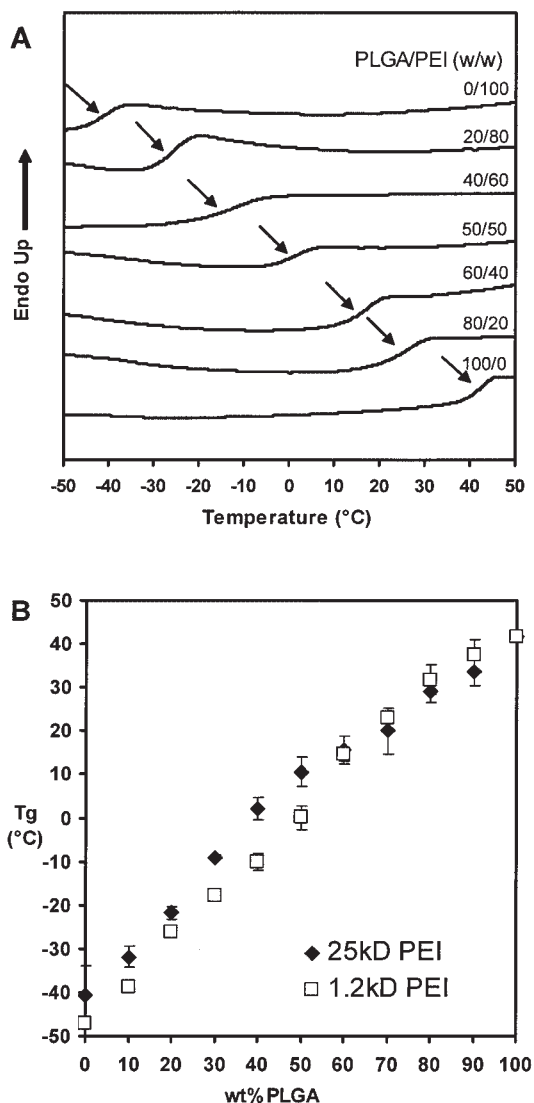 A
PLGA/PEI (w/w)
0/100
20/80
40/60
50/50
60/40
80/20
100/0
Endo Up
-50 -40 -30 -20 -10 0 10 20 30 40 50
Temperature (°C)
B
50
40
30
20
10
0
-10
-20
-30
-40
-50
Tg
(°C)
25kD PEI
1.2kD PEI
0 10 20 30 40 50 60 70 80 90 100
wt% PLGA